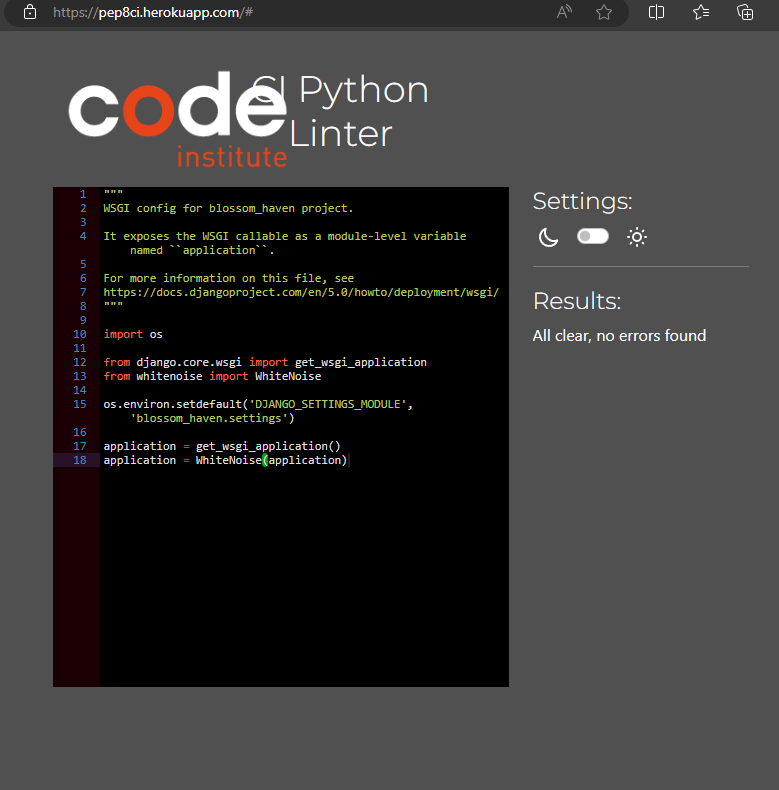 https://pep8ci.herokuapp.com/#
code
institute
CI Python
Linter
1 """
2 WSGI config for blossom_haven project.
3
4 It exposes the WSGI callable as a module-level variable
named ``application``.
5
6 For more information on this file, see
7 https://docs.djangoproject.com/en/5.0/howto/deployment/wsgi/
8 """
9
10 import os
11
12 from django.core.wsgi import get_wsgi_application
13 from whitenoise import WhiteNoise
14
15 os.environ.setdefault('DJANGO_SETTINGS_MODULE',
'blossom_haven.settings')
16
17 application = get_wsgi_application()
18 application = WhiteNoise(application)
Settings:
Results:
All clear, no errors found